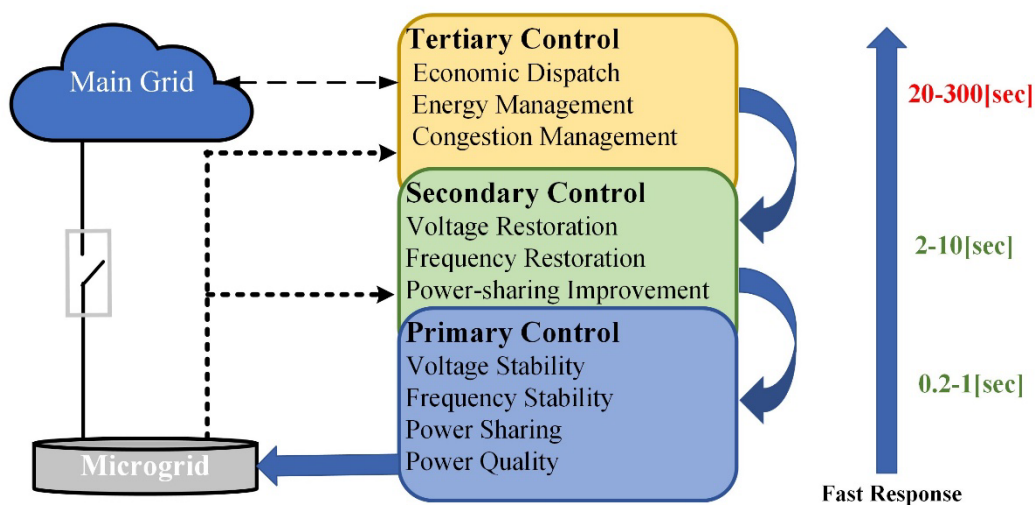 Main Grid
Microgrid
Tertiary Control
Economic Dispatch
Energy Management
Congestion Management
Secondary Control
Voltage Restoration
Frequency Restoration
Power-sharing Improvement
Primary Control
Voltage Stability
Frequency Stability
Power Sharing
Power Quality
20-300[sec]
2-10[sec]
0.2-1[sec]
Fast Response